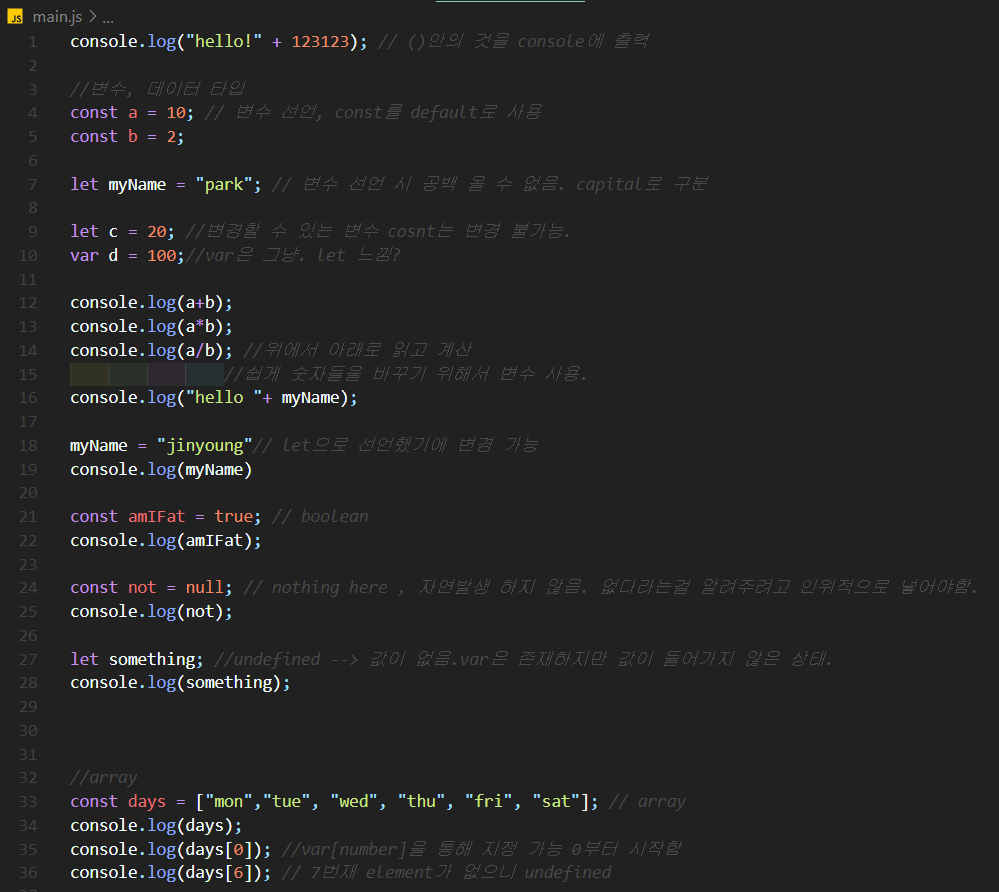 JS main.js > ...
1 console.log("hello!" + 123123); // ()안의 것을 console에 출력
2
3 //변수, 데이터 타입
4 const a = 10; // 변수 선언, const를 default로 사용
5 const b = 2;
6
7 let myName = "park"; // 변수 선언 시 공백 올 수 없음. capital로 구분
8
9 let c = 20; //변경할 수 있는 변수 cosnt는 변경 불가능.
10 var d = 100;//var은 그냥. let 느낌?
11
12 console.log(a+b);
13 console.log(a*b);
14 console.log(a/b); //위에서 아래로 읽고 계산
15 //쉽게 숫자들을 바꾸기 위해서 변수 사용.
16 console.log("hello "+ myName);
17
18 myName = "jinyoung"// let으로 선언했기에 변경 가능
19 console.log(myName)
20
21 const amIFat = true; // boolean
22 console.log(amIFat);
23
24 const not = null; // nothing here , 자연발생 하지 않음. 없다라는걸 알려주려고 인위적으로 넣어야함.
25 console.log(not);
26
27 let something; //undefined --> 값이 없음.var은 존재하지만 값이 들어가지 않은 상태.
28 console.log(something);
29
30
31
32 //array
33 const days = ["mon","tue", "wed", "thu", "fri", "sat"]; // array
34 console.log(days);
35 console.log(days[0]); //var[number]을 통해 지정 가능 0부터 시작함
36 console.log(days[6]); // 7번재 element가 없으니 undefined